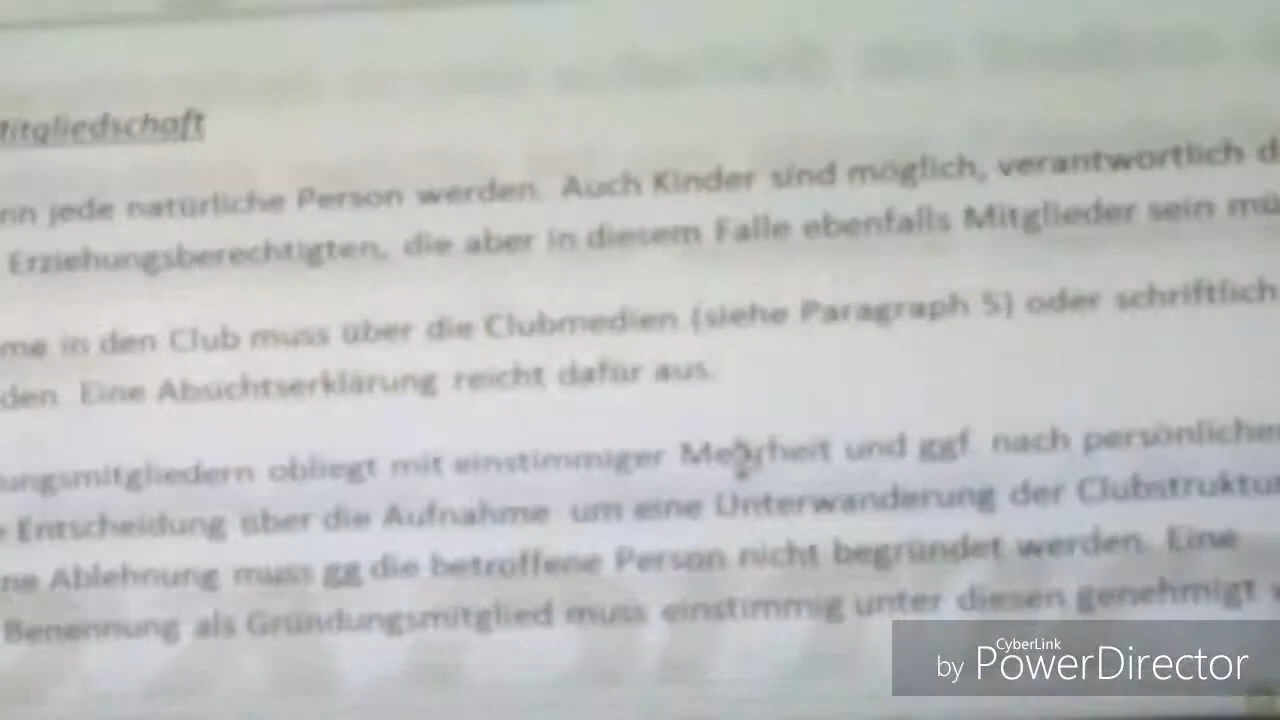 Mitgliedschaft
nn jede natürliche Person werden. Auch Kinder sind möglich, verantwortlich d
Erziehungsberechtigten, die aber in diesem Falle ebenfalls Mitglieder sein mü
me in den Club muss über die Clubmedien (siehe Paragraph 5) oder schriftlich
den. Eine Absuchtserklärung reicht dafür aus.
ungsmitgliedern obliegt mit einstimmiger Mehrheit und ggf. nach persönlicher
e Entscheidung über die Aufnahme um eine Unterwanderung der Clubstruktur
ne Ablehnung muss gg die betroffene Person nicht begründet werden. Eine
Benennung als Gründungsmitglied muss einstimmig unter diesen genehmigt
CyberLink
by PowerDirector